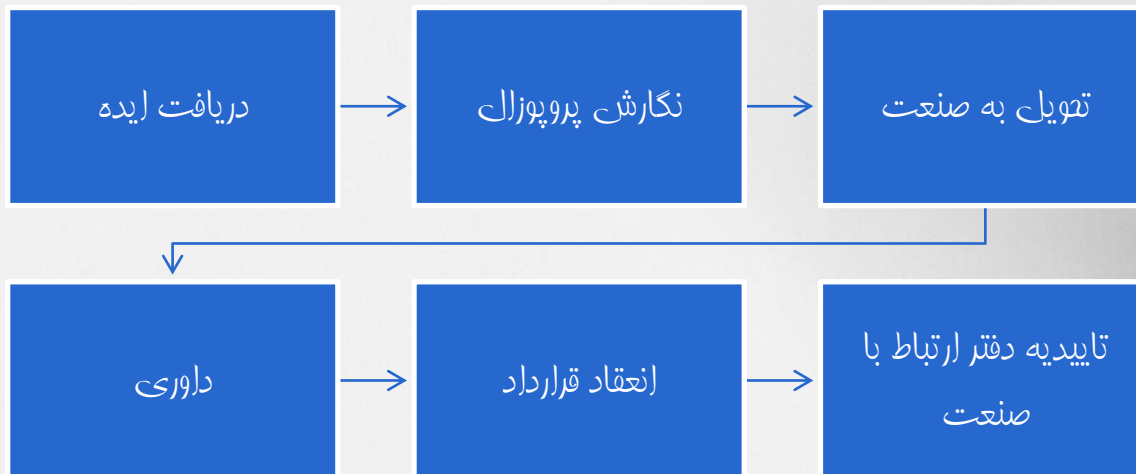 دریافت ایده
نگارش پروپوزال
تحویل به صنعت
داوری
انعقاد قرارداد
تاییدیه دفتر ارتباط با
صنعت